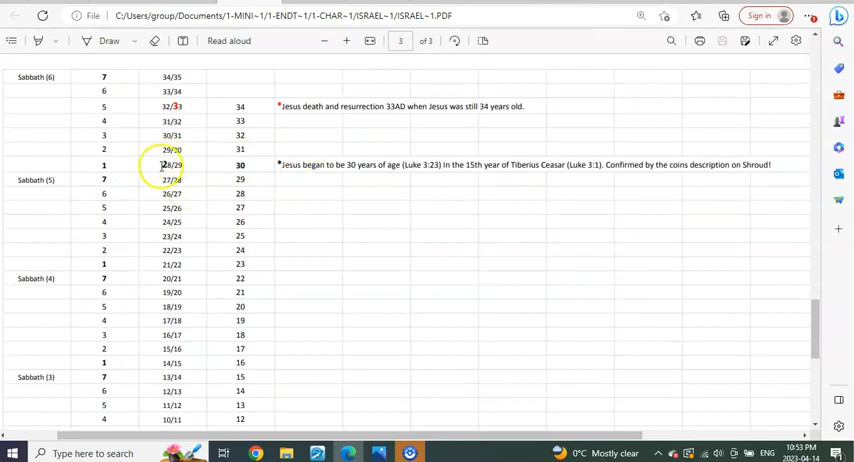 File C:/Users/group/Documents/1-MINI~1/1-ENDT~1/1-CHAR~1/ISRAEL~1/ISRAEL~1.PDF Sign in
Draw Read aloud 3 of 3
Sabbath (6) 7 34/35
6 33/34
5 32/33 34 *Jesus death and resurrection 33AD when Jesus was still 34 years old.
4 31/32 33
3 30/31 32
2 29/30 31
1 28/29 30 *Jesus began to be 30 years of age (Luke 3:23) In the 15th year of Tiberius Ceasar (Luke 3:1). Confirmed by the coins description on Shroud!
Sabbath (5) 7 27/28 29
6 26/27 28
5 25/26 27
4 24/25 26
3 23/24 25
2 22/23 24
1 21/22 23
Sabbath (4) 7 20/21 22
6 19/20 21
5 18/19 20
4 17/18 19
3 16/17 18
2 15/16 17
1 14/15 16
Sabbath (3) 7 13/14 15
6 12/13 14
5 11/12 13
4 10/11 12
Type here to search 0°C Mostly clear ENG 10:53 PM
2023-04-14